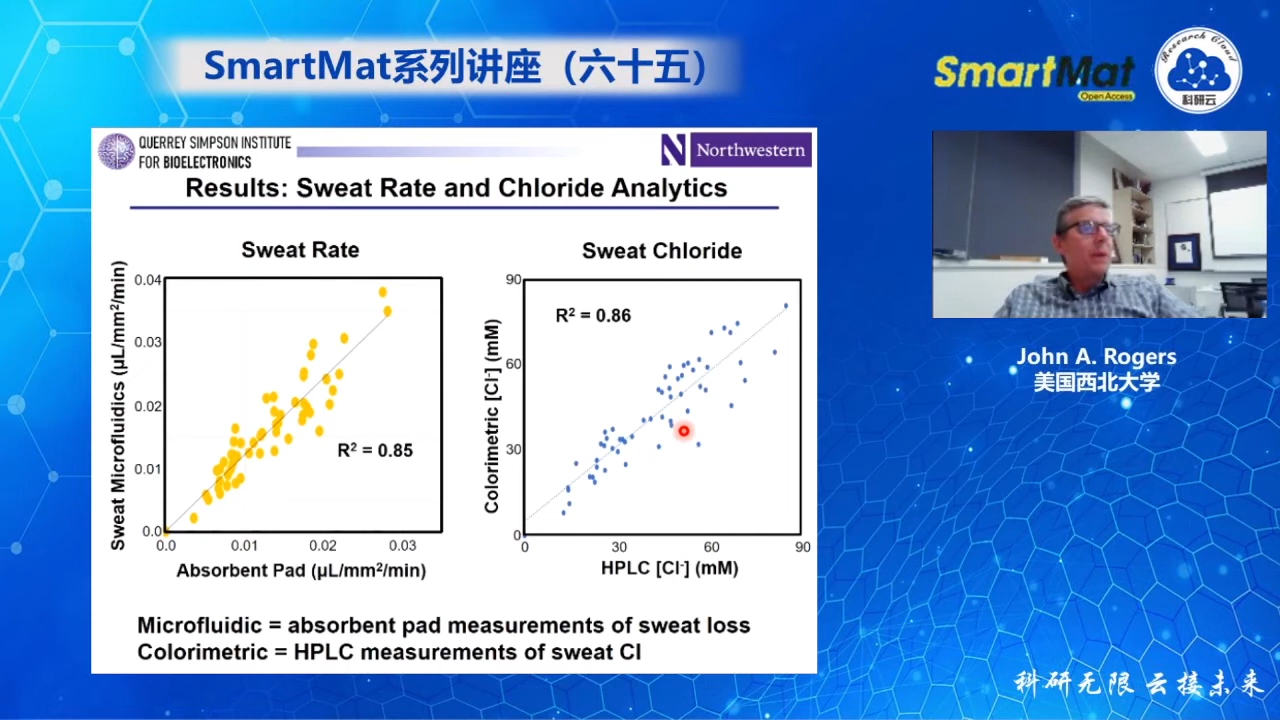 SmartMat系列讲座（六十五）
SmartMat
Open Access
Research Cloud
科研云
QUERREY SIMPSON INSTITUTE
FOR BIOELECTRONICS
N Northwestern
Results: Sweat Rate and Chloride Analytics
Sweat Rate
Sweat Microfluidics (µL/mm²/min)
0.04
0.03
0.02
0.01
0.0
R² = 0.85
0.0 0.01 0.02 0.03
Absorbent Pad (µL/mm²/min)
Sweat Chloride
Colorimetric [Cl⁻] (mM)
90
60
30
0
R² = 0.86
0 30 60 90
HPLC [Cl⁻] (mM)
Microfluidic = absorbent pad measurements of sweat loss
Colorimetric = HPLC measurements of sweat Cl
John A. Rogers
美国西北大学
科研无限 云接未来